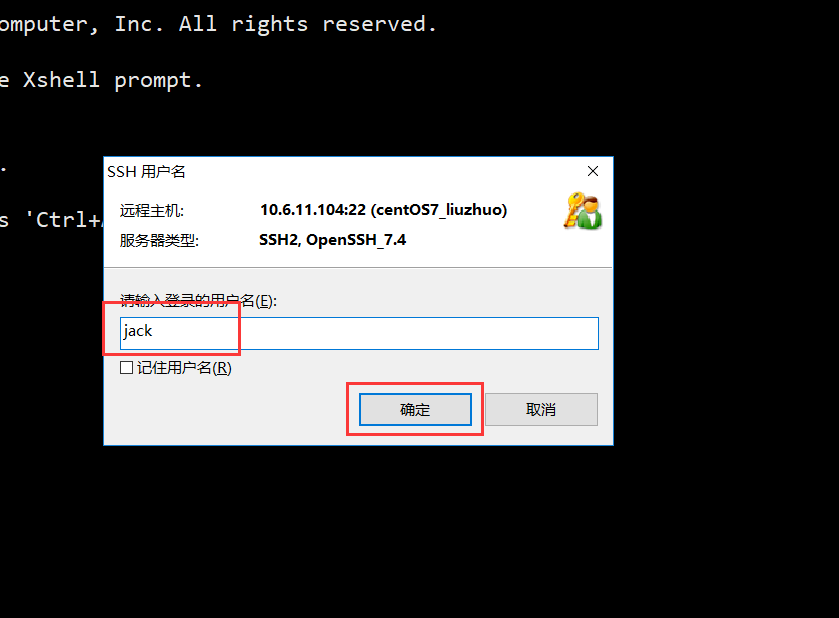 omputer, Inc. All rights reserved.
e Xshell prompt.
.
s 'Ctrl+
SSH 用户名
远程主机: 10.6.11.104:22 (centOS7_liuzhuo)
服务器类型: SSH2, OpenSSH_7.4
请输入登录的用户名(E):
jack
记住用户名(R)
确定 取消